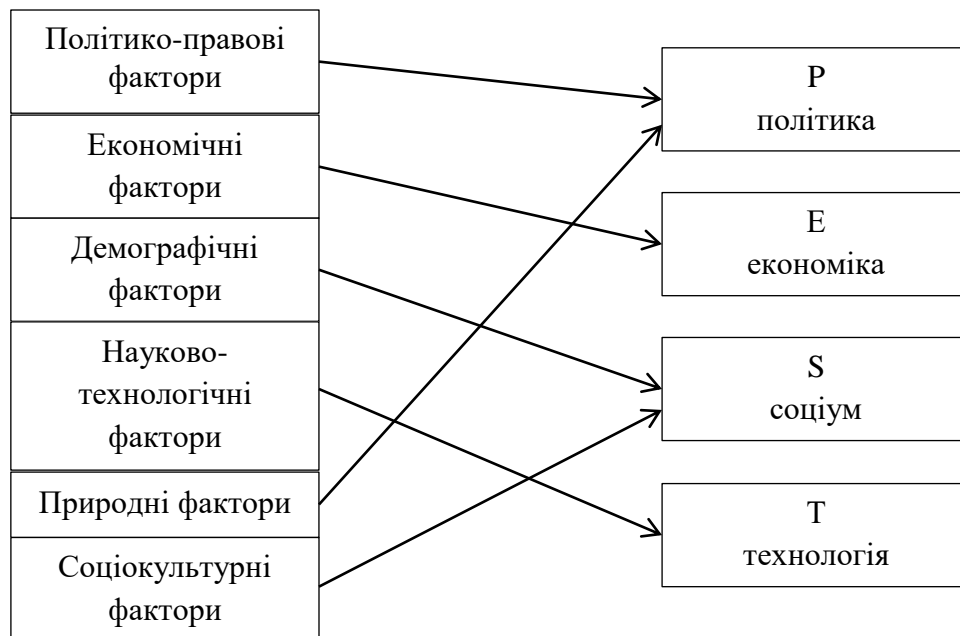 Політико-правові
фактори
Економічні
фактори
Демографічні
фактори
Науково-
технологічні
фактори
Природні фактори
Соціокультурні
фактори
P
політика
E
економіка
S
соціум
T
технологія